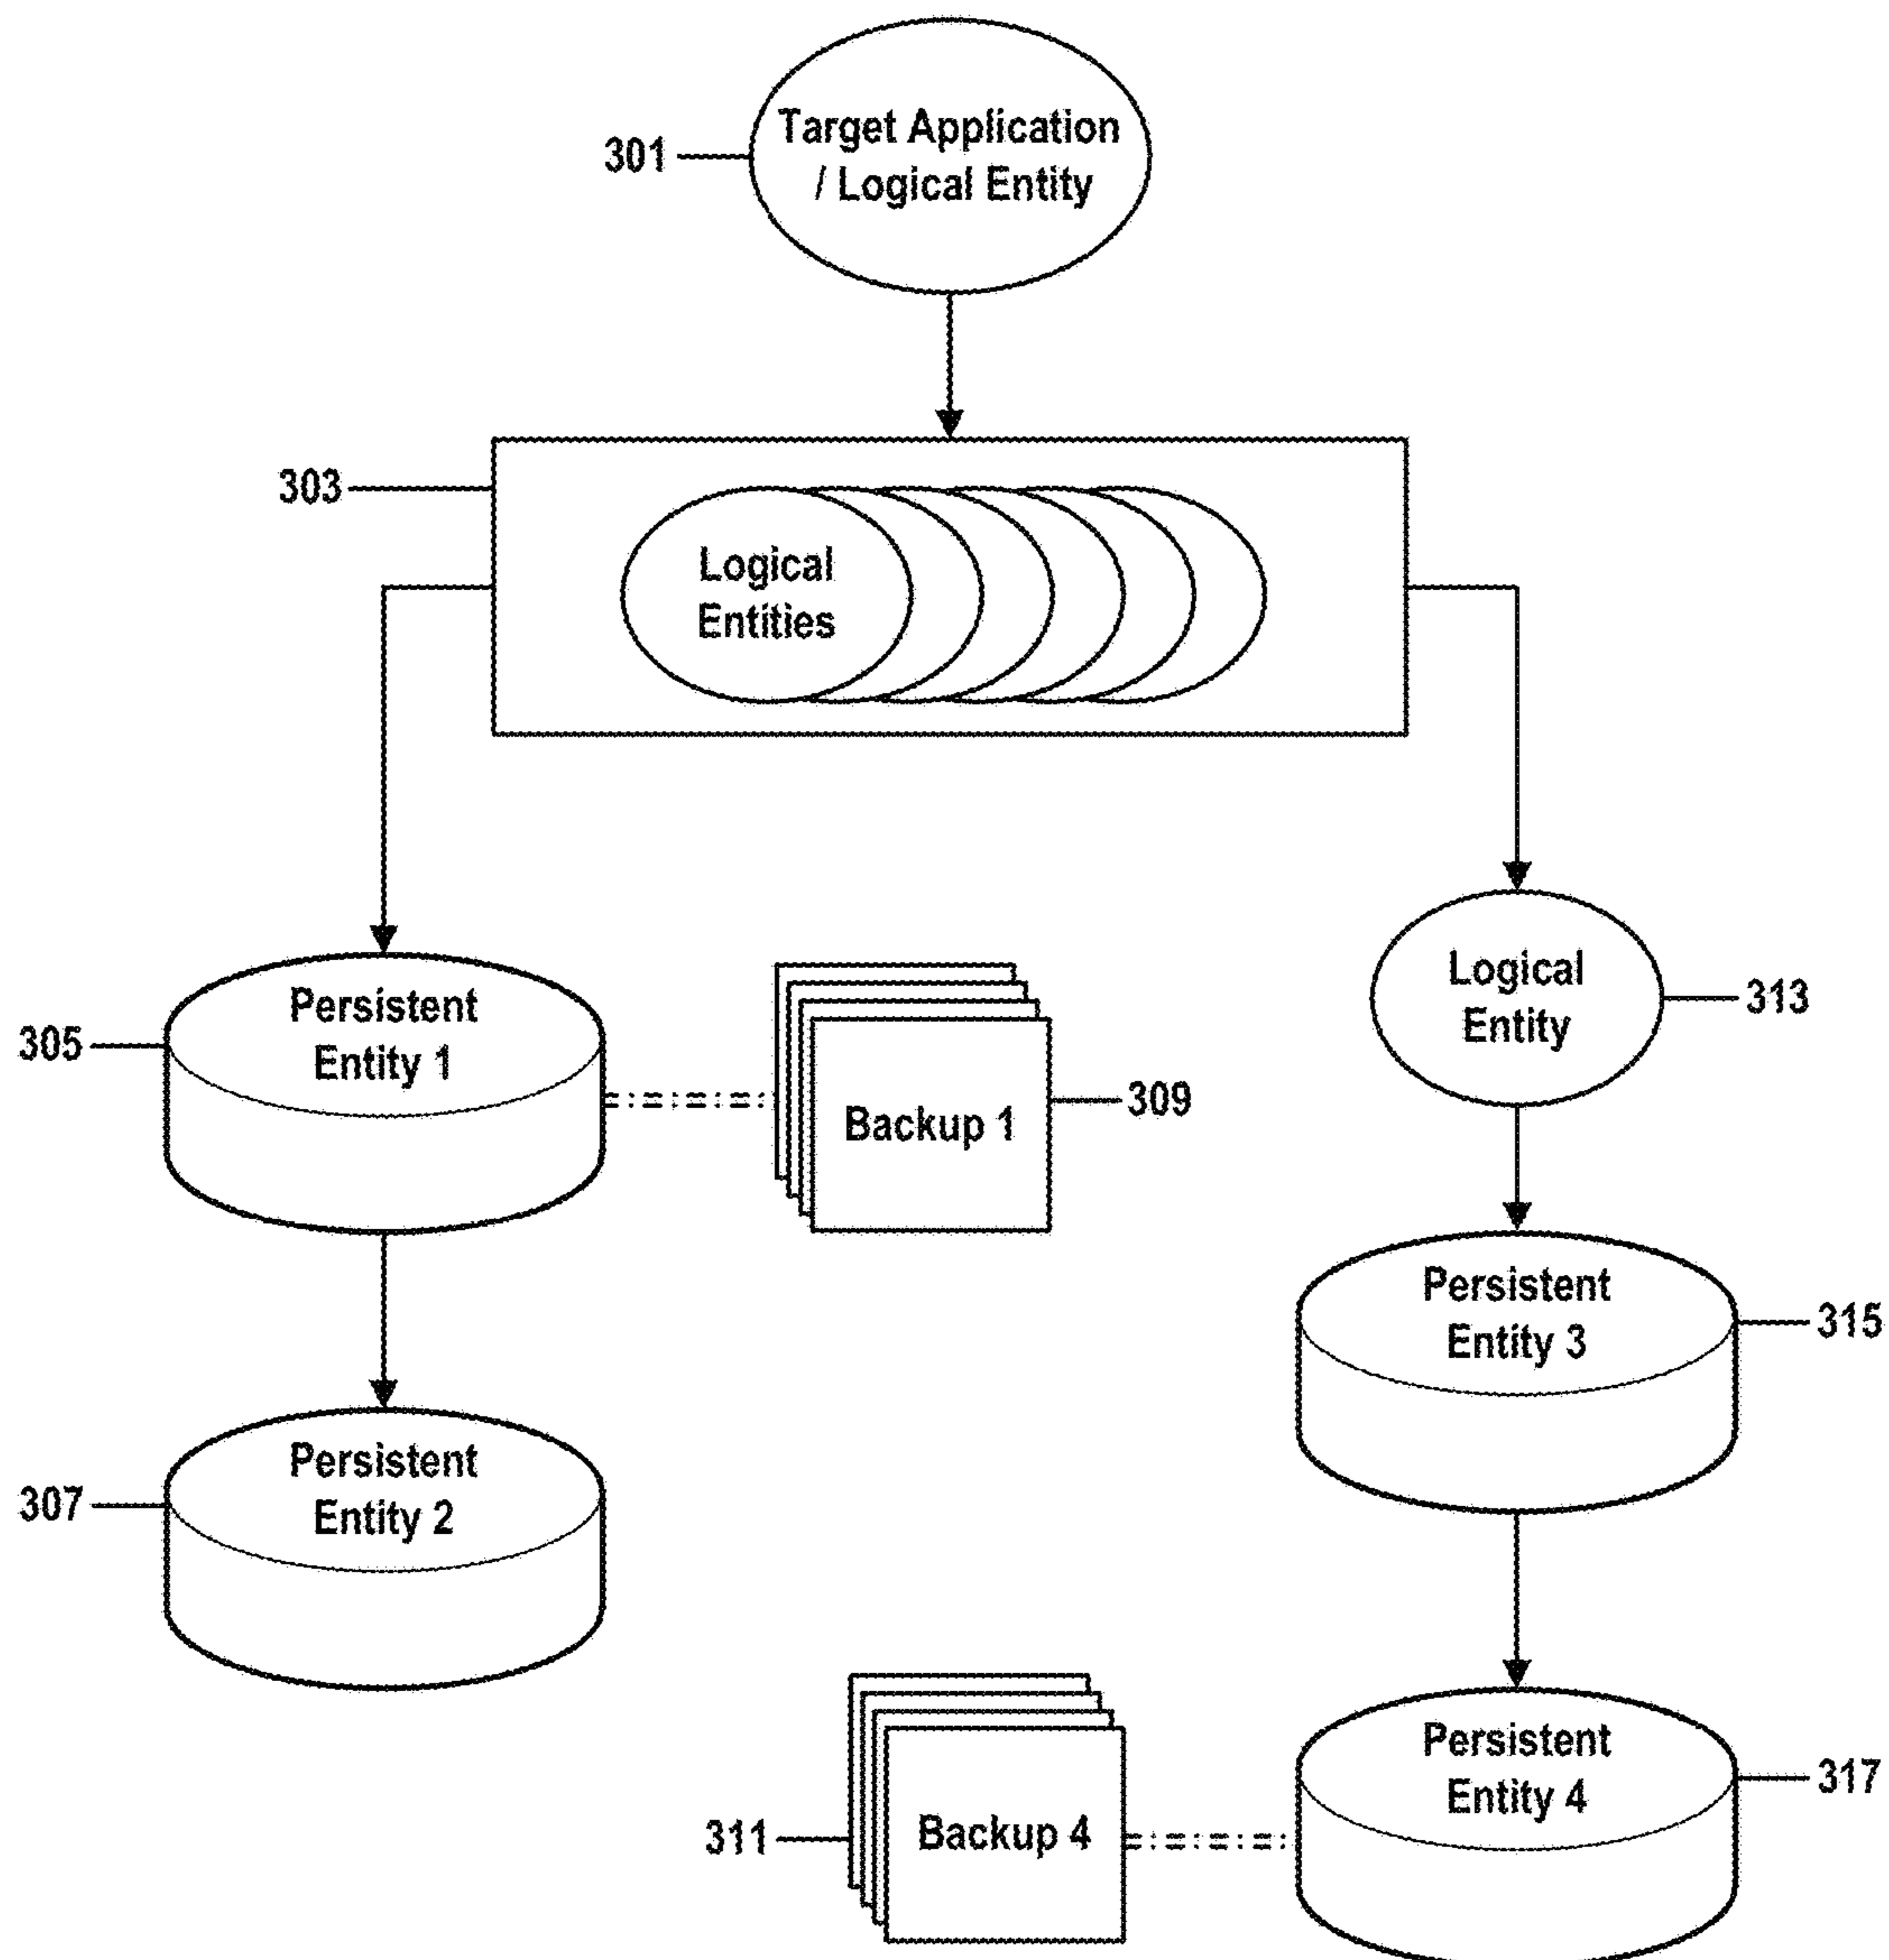 Target Application
/ Logical Entity
301
303
Logical
Entities
Persistent
Entity 1
305
Backup 1
309
Logical
Entity
313
Persistent
Entity 3
315
Persistent
Entity 2
307
Persistent
Entity 4
317
Backup 4
311